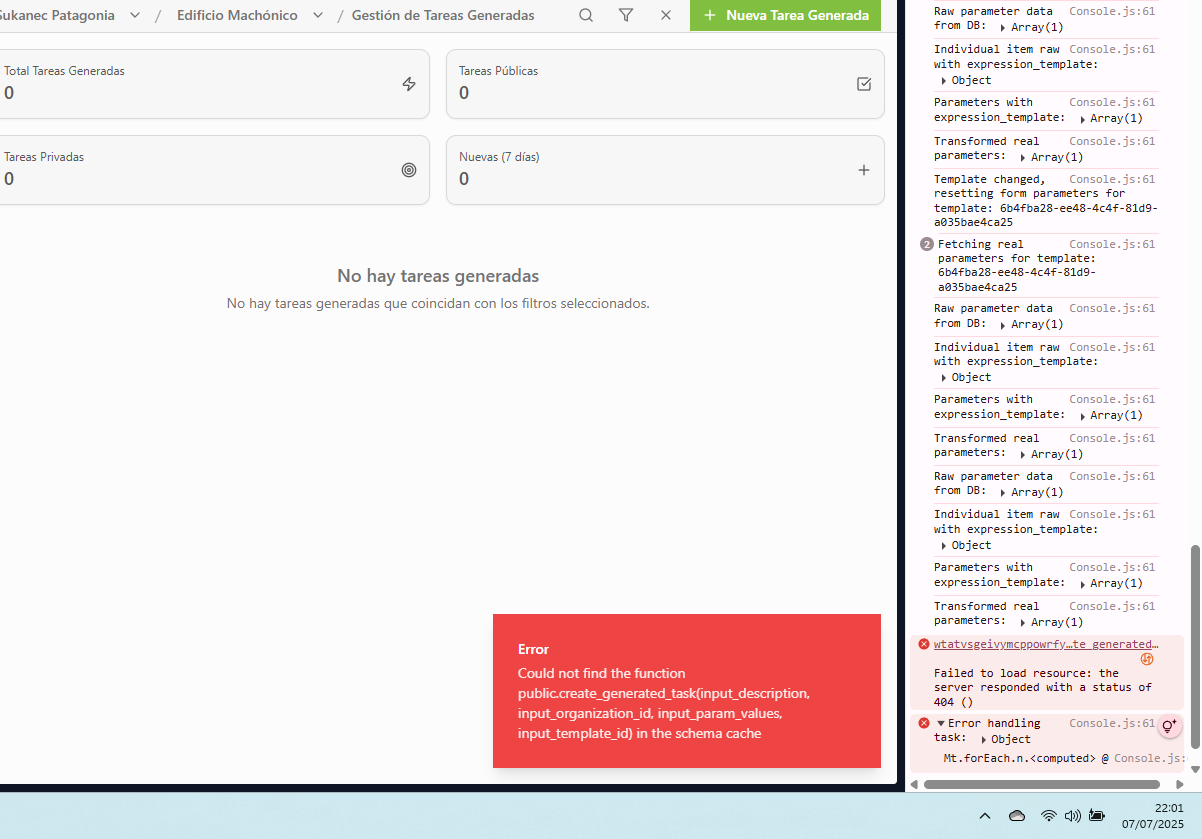 Sukanec Patagonia / Edificio Machónico / Gestión de Tareas Generadas + Nueva Tarea Generada
Total Tareas Generadas
0
Tareas Públicas
0
Tareas Privadas
0
Nuevas (7 días)
0
No hay tareas generadas
No hay tareas generadas que coincidan con los filtros seleccionados.
Error
Could not find the function
public.create_generated_task(input_description,
input_organization_id, input_param_values,
input_template_id) in the schema cache
Raw parameter data Console.js:61
from DB: Array(1)
Individual item raw Console.js:61
with expression_template:
Object
Parameters with Console.js:61
expression_template: Array(1)
Transformed real Console.js:61
parameters: Array(1)
Template changed, Console.js:61
resetting form parameters for
template: 6b4fba28-ee48-4c4f-81d9-
a035bae4ca25
2 Fetching real Console.js:61
parameters for template:
6b4fba28-ee48-4c4f-81d9-
a035bae4ca25
Raw parameter data Console.js:61
from DB: Array(1)
Individual item raw Console.js:61
with expression_template:
Object
Parameters with Console.js:61
expression_template: Array(1)
Transformed real Console.js:61
parameters: Array(1)
Raw parameter data Console.js:61
from DB: Array(1)
Individual item raw Console.js:61
with expression_template:
Object
Parameters with Console.js:61
expression_template: Array(1)
Transformed real Console.js:61
parameters: Array(1)
wtatvsgeivymcppowrfy…te_generated…
Failed to load resource: the
server responded with a status of
404 ()
Error handling Console.js:61
task: Object
Mt.forEach.n.<computed> @ Console.js:
22:01
07/07/2025